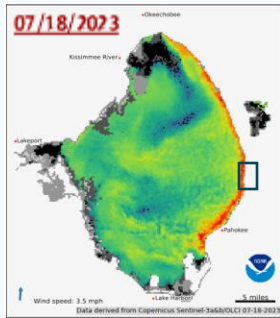 07/18/2023
Okeechobee
Kissimmee River
Lakeport
Pahokee
NOAA
Lake Harbor
5 miles
Wind speed: 3.5 mph
Data derived from Copernicus Sentinel-3a&b/OLCI 07-18-2023